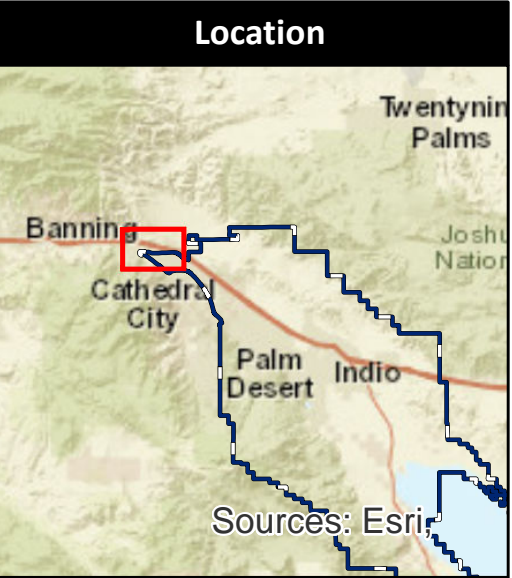 Location
Twentynin
Palms
Banning
Joshu
Nation
Cathedral
City
Palm
Desert
Indio
Sources: Esri,